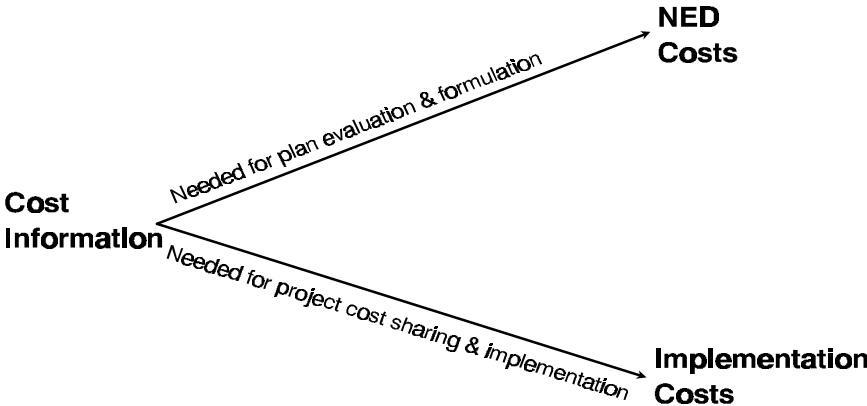 NED
Costs
Needed for plan evaluation & formulation
Cost
Information
Needed for project cost sharing & implementation
Implementation
Costs